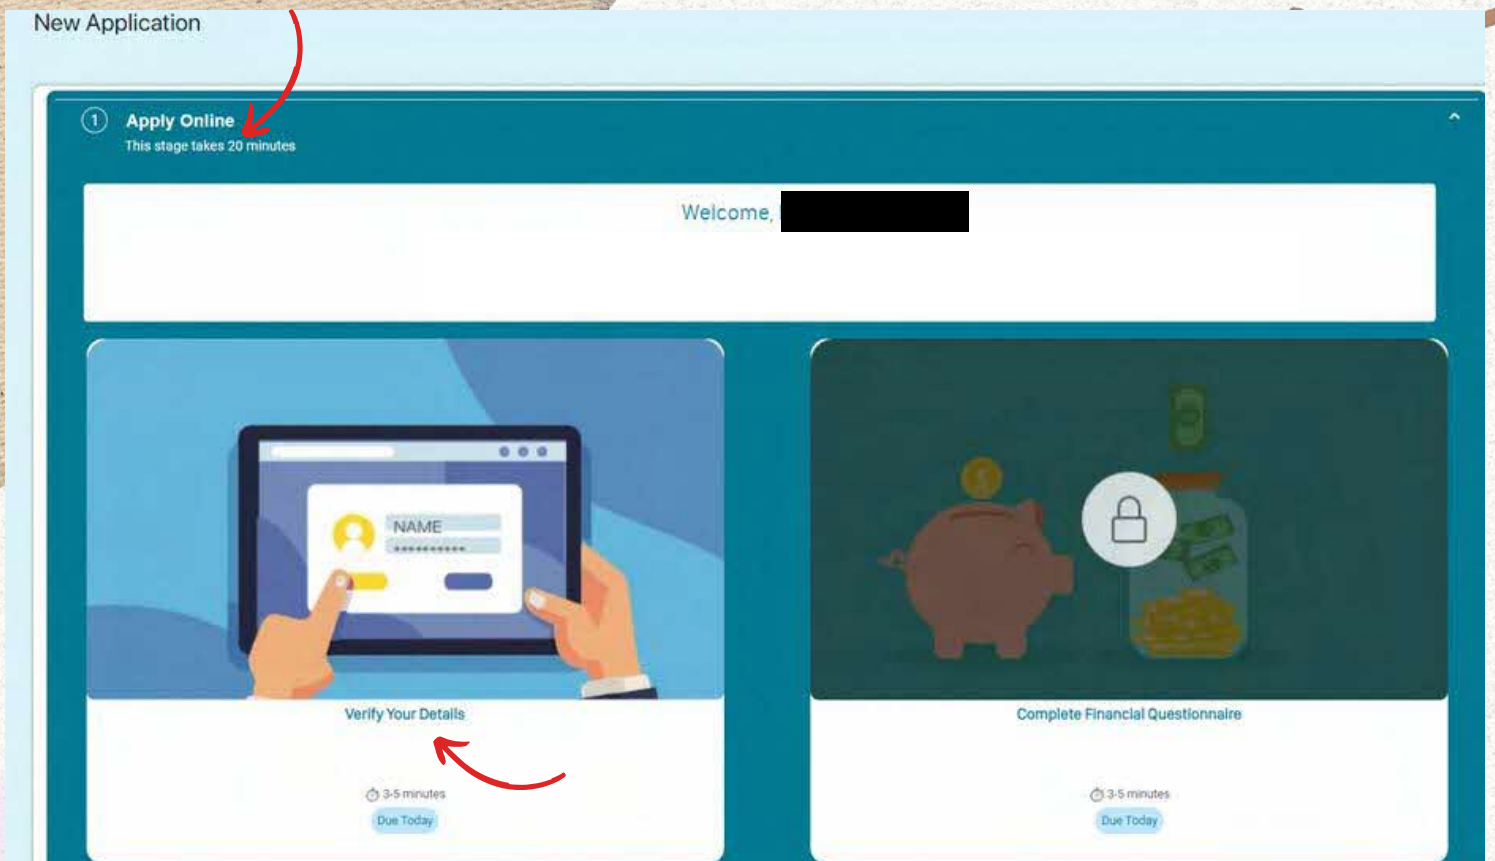 New Application
1 Apply Online
This stage takes 20 minutes
Welcome,
NAME
**********
Verify Your Details
3-5 minutes
Due Today
Complete Financial Questionnaire
3-5 minutes
Due Today